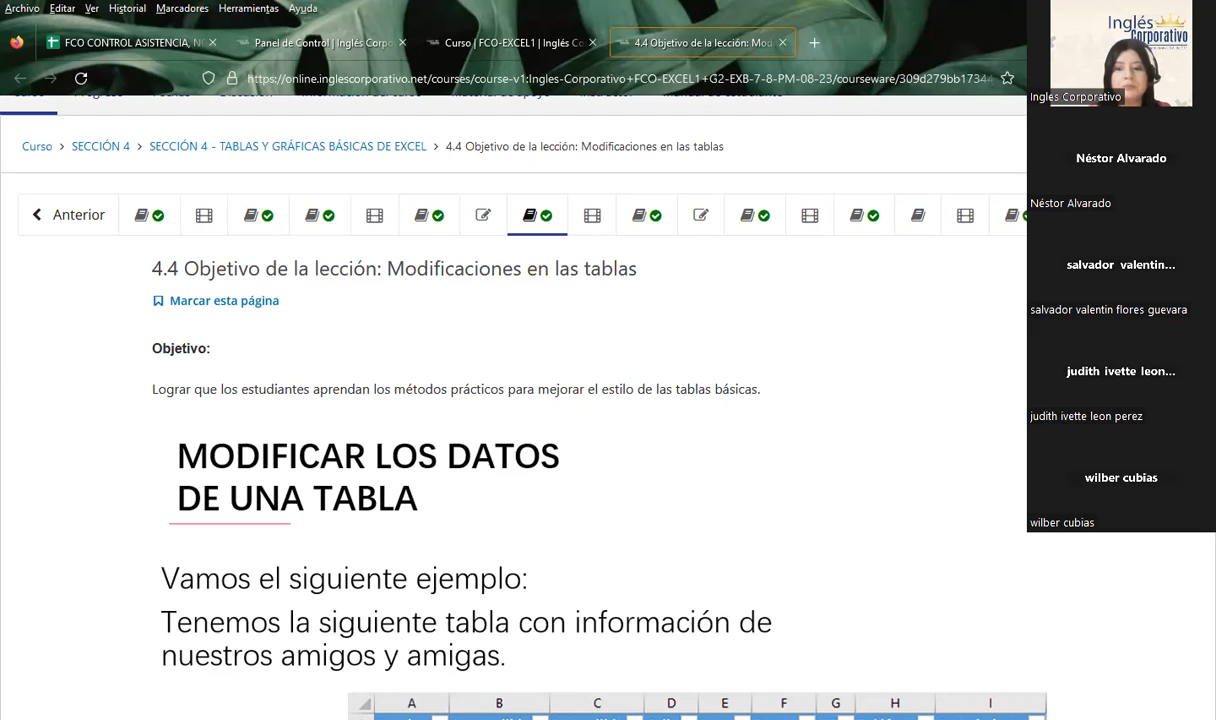 Archivo Editar Ver Historial Marcadores Herramientas Ayuda
FCO CONTROL ASISTENCIA, N
Panel de Control | Inglés Corpo
Curso | FCO-EXCEL1 | Inglés Co
4.4 Objetivo de la lección: Mod
https://online.inglescorporativo.net/courses/course-v1:Ingles-Corporativo+FCO-EXCEL1+G2-EXB-7-8-PM-08-23/courseware/309d279bb1734
Curso > SECCIÓN 4 > SECCIÓN 4 - TABLAS Y GRÁFICAS BÁSICAS DE EXCEL > 4.4 Objetivo de la lección: Modificaciones en las tablas
Anterior
4.4 Objetivo de la lección: Modificaciones en las tablas
Marcar esta página
Objetivo:
Lograr que los estudiantes aprendan los métodos prácticos para mejorar el estilo de las tablas básicas.
MODIFICAR LOS DATOS
DE UNA TABLA
Vamos el siguiente ejemplo:
Tenemos la siguiente tabla con información de
nuestros amigos y amigas.
A B C D E F G H I
Inglés
Corporativo
Ingles Corporativo
Néstor Alvarado
Néstor Alvarado
salvador valentin...
salvador valentin flores guevara
judith ivette leon...
judith ivette leon perez
wilber cubias
wilber cubias